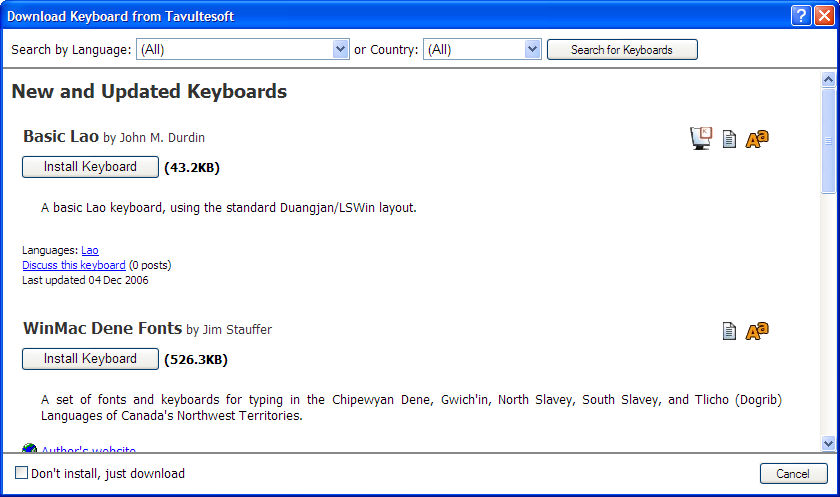 Download Keyboard from Tavultesoft
Search by Language: (All) or Country: (All) Search for Keyboards
New and Updated Keyboards
Basic Lao by John M. Durdin
Install Keyboard (43.2KB)
A basic Lao keyboard, using the standard Duangjan/LSWin layout.
Languages: Lao
Discuss this keyboard (0 posts)
Last updated 04 Dec 2006
WinMac Dene Fonts by Jim Stauffer
Install Keyboard (526.3KB)
A set of fonts and keyboards for typing in the Chipewyan Dene, Gwich'in, North Slavey, South Slavey, and Tlicho (Dogrib)
Languages of Canada's Northwest Territories.
Author's website
Don't install, just download
Cancel